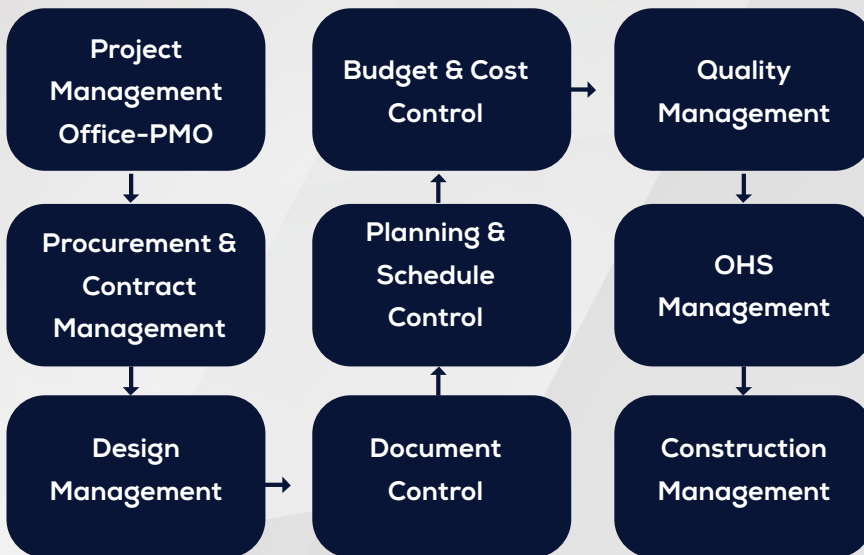 Project
Management
Office-PMO
Procurement &
Contract
Management
Design
Management
Document
Control
Planning &
Schedule
Control
Budget & Cost
Control
Quality
Management
OHS
Management
Construction
Management